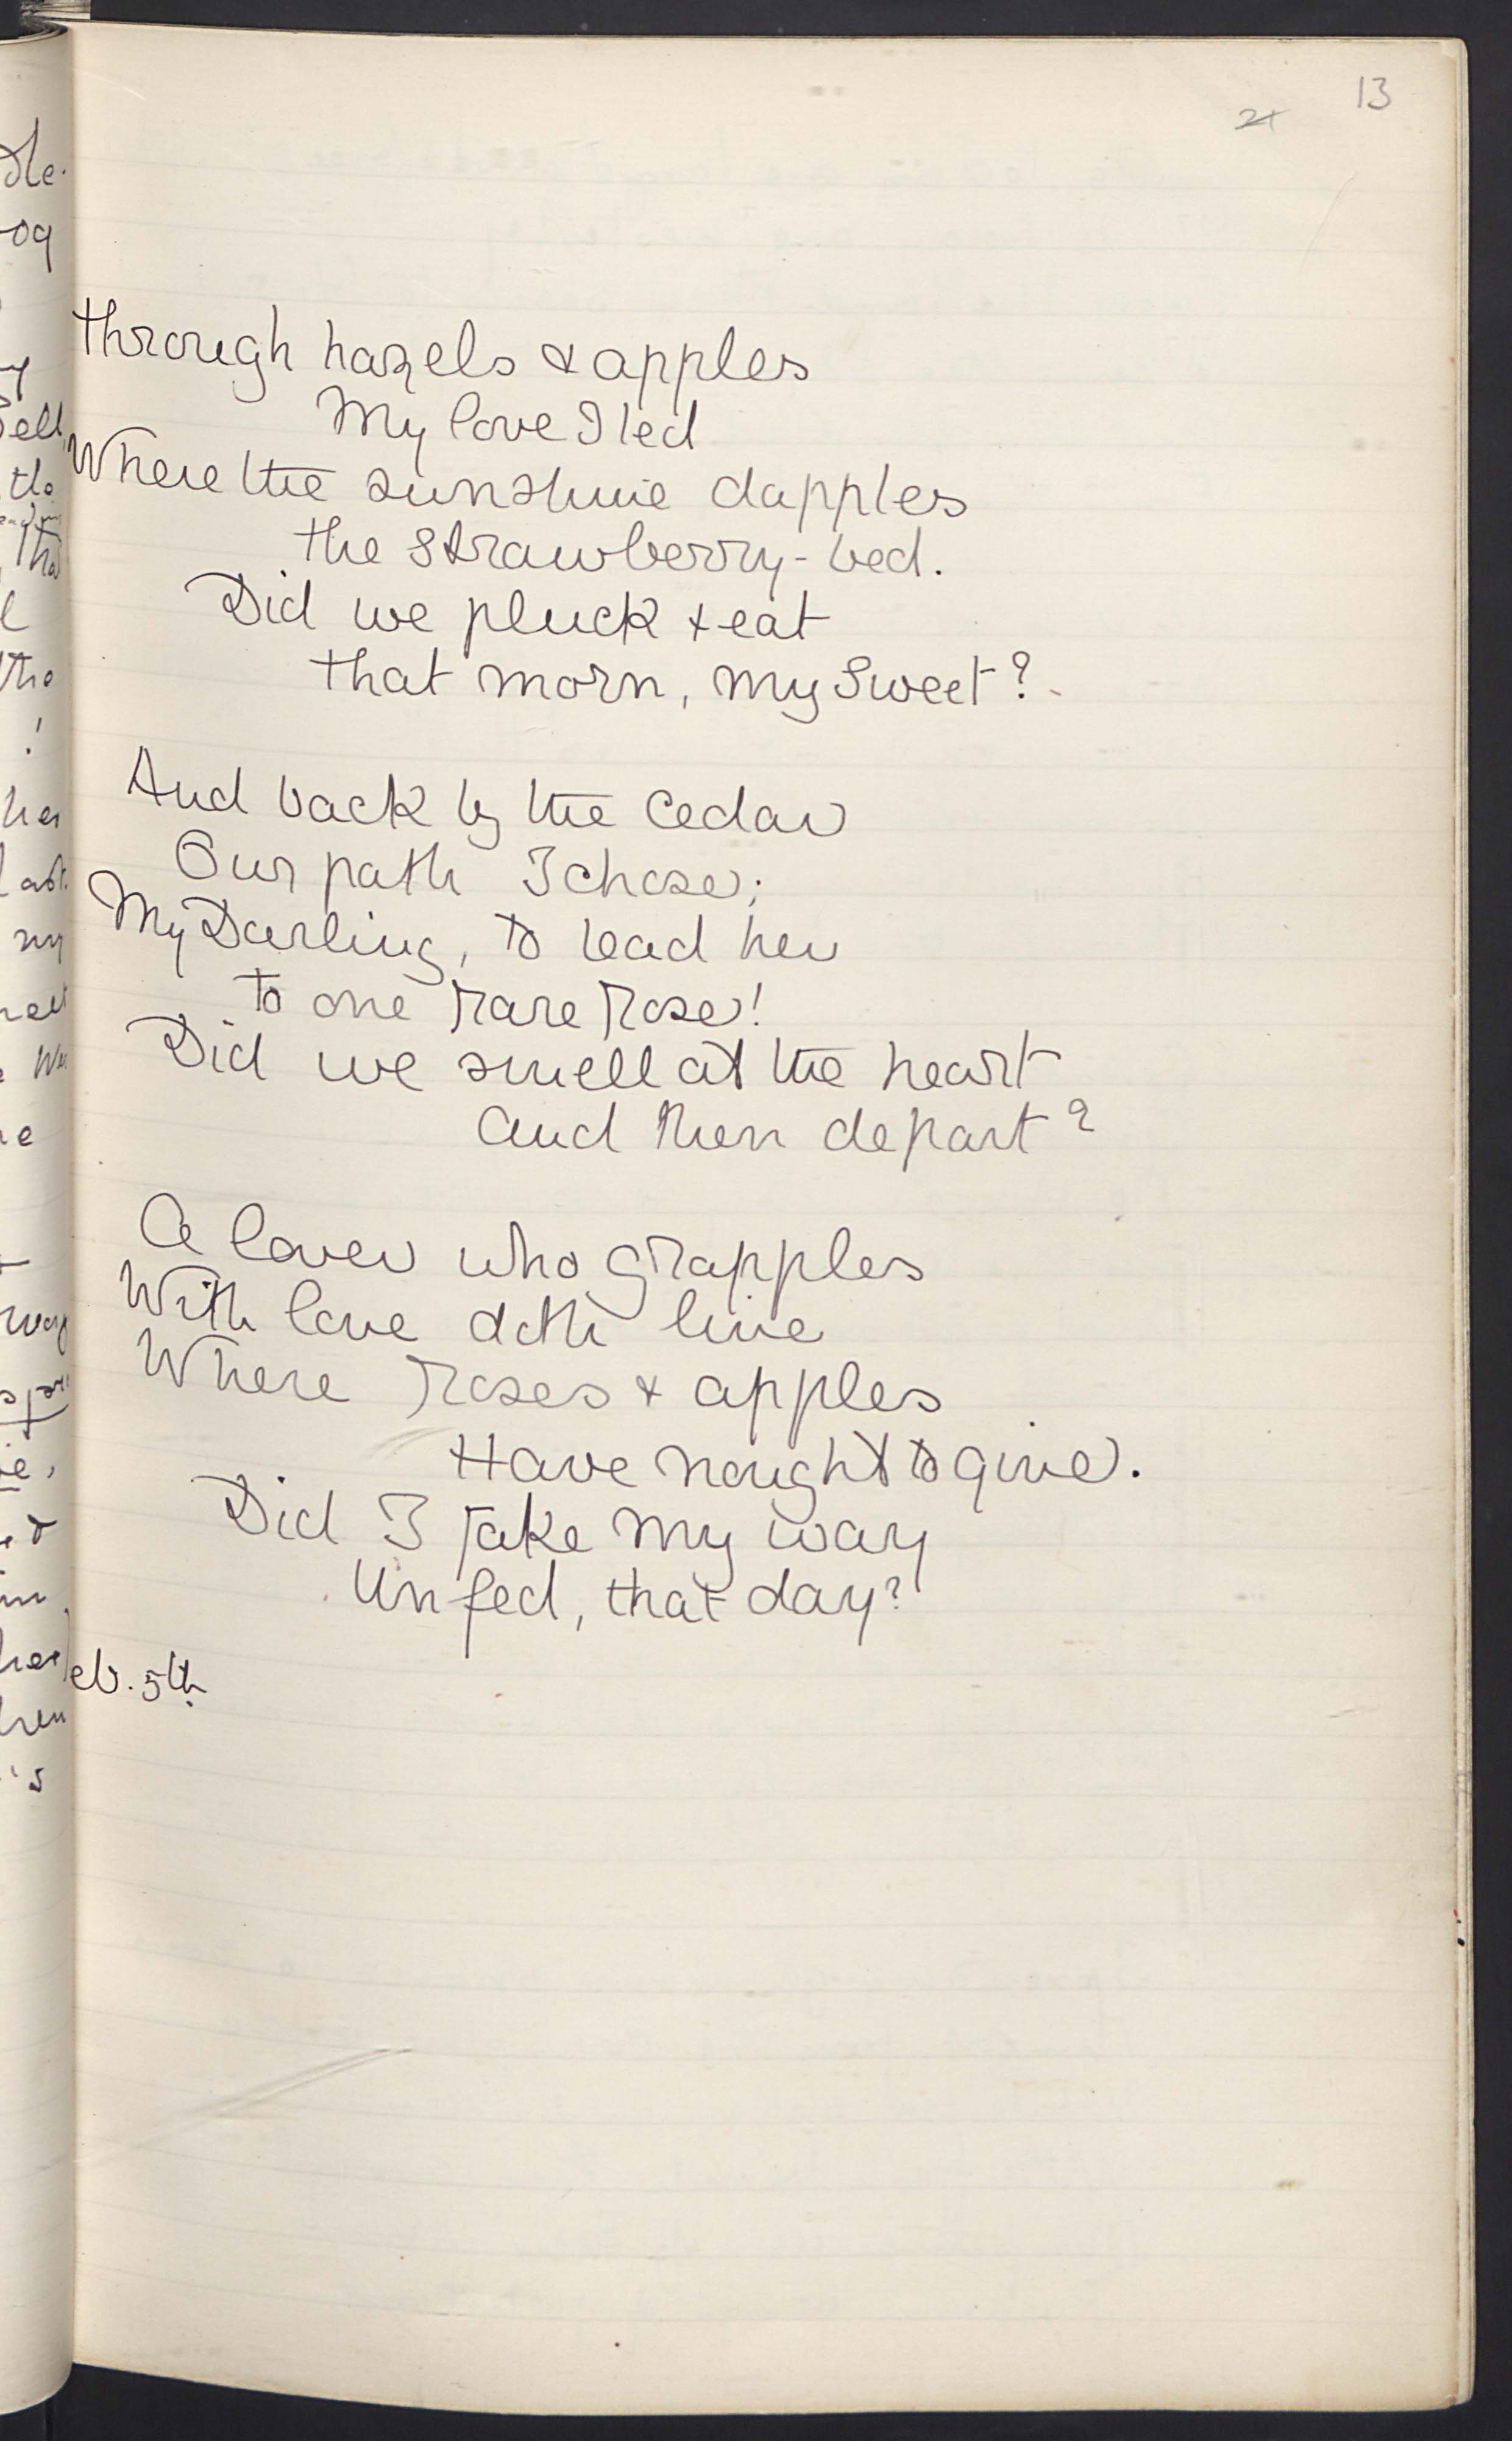 13
21
through hazels & apples
My love I led
Where the sunshine dapples
the strawberry-bed.
Did we pluck & eat
that morn, my Sweet?
And back by the Cedar
Our path I chose;
My Darling, to lead her
to one rare rose!
Did we smell at the heart
and then depart?
A lover who grapples
With love doth live
Where roses & apples
Have nought to give.
Did I take my way
Unfed, that day?
eb. 5th